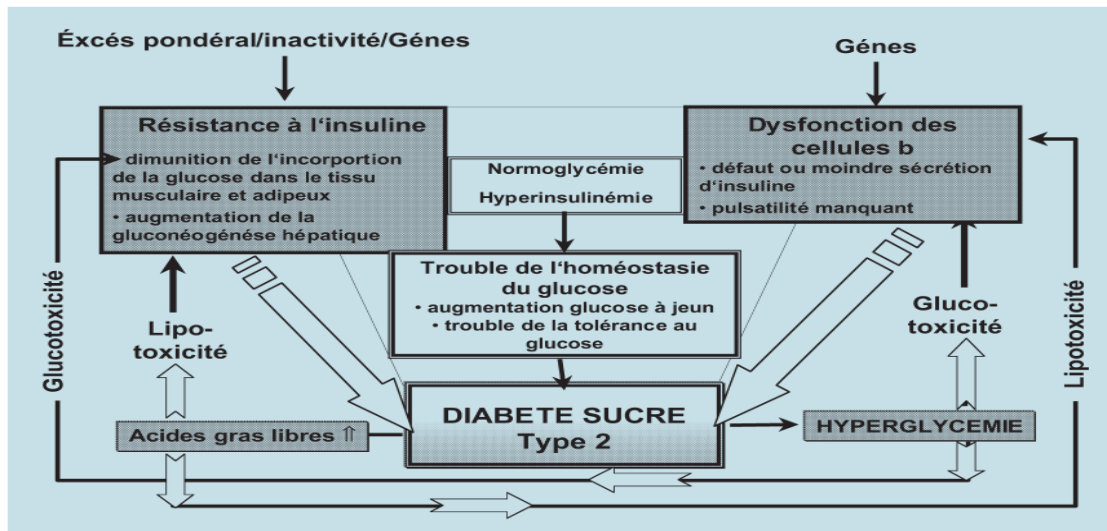 Éxcés pondéral/inactivité/Génes
Génes
Résistance à l'insuline
• dimunition de l'incorportion
de la glucose dans le tissu
musculaire et adipeux
• augmentation de la
gluconéogénése hépatique
Dysfonction des
cellules b
• défaut ou moindre sécrétion
d'insuline
• pulsatilité manquant
Normoglycémie
Hyperinsulinémie
Trouble de l'homéostasie
du glucose
• augmentation glucose à jeun
• trouble de la tolérance au
glucose
Glucotoxicité
Lipo-
toxicité
Gluco-
toxicité
Lipotoxicité
Acides gras libres ⇑
DIABETE SUCRE
Type 2
HYPERGLYCEMIE